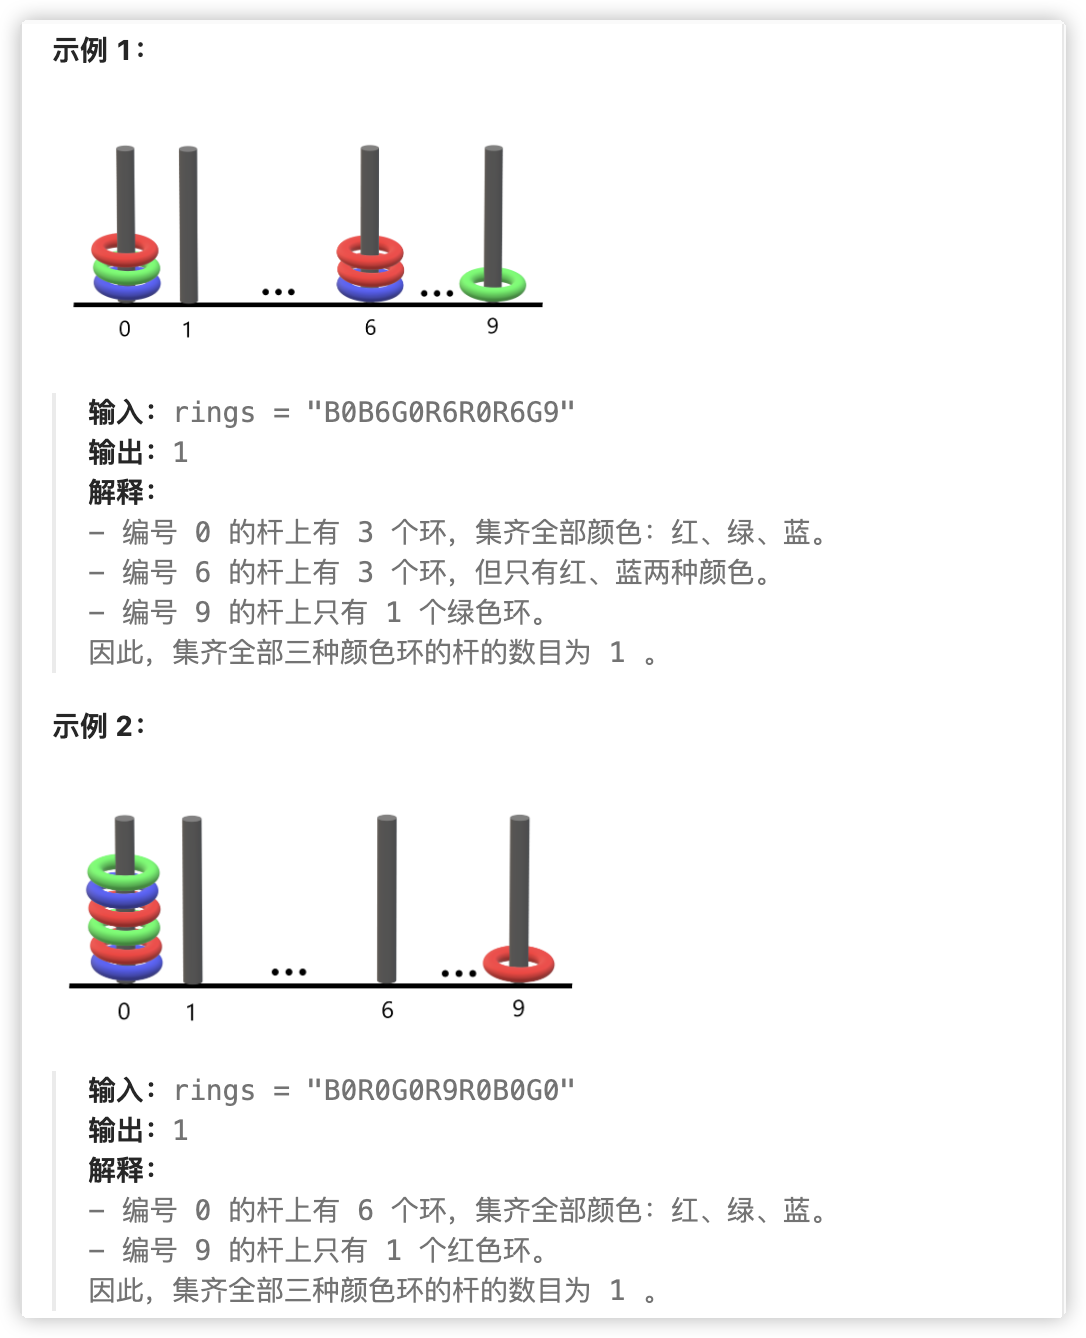 示例 1：
0 1 ... 6 ... 9
输入：rings = "B0B6G0R6R0R6G9"
输出：1
解释：
- 编号 0 的杆上有 3 个环，集齐全部颜色：红、绿、蓝。
- 编号 6 的杆上有 3 个环，但只有红、蓝两种颜色。
- 编号 9 的杆上只有 1 个绿色环。
因此，集齐全部三种颜色环的杆的数目为 1 。
示例 2：
0 1 ... 6 ... 9
输入：rings = "B0R0G0R9R0B0G0"
输出：1
解释：
- 编号 0 的杆上有 6 个环，集齐全部颜色：红、绿、蓝。
- 编号 9 的杆上只有 1 个红色环。
因此，集齐全部三种颜色环的杆的数目为 1 。